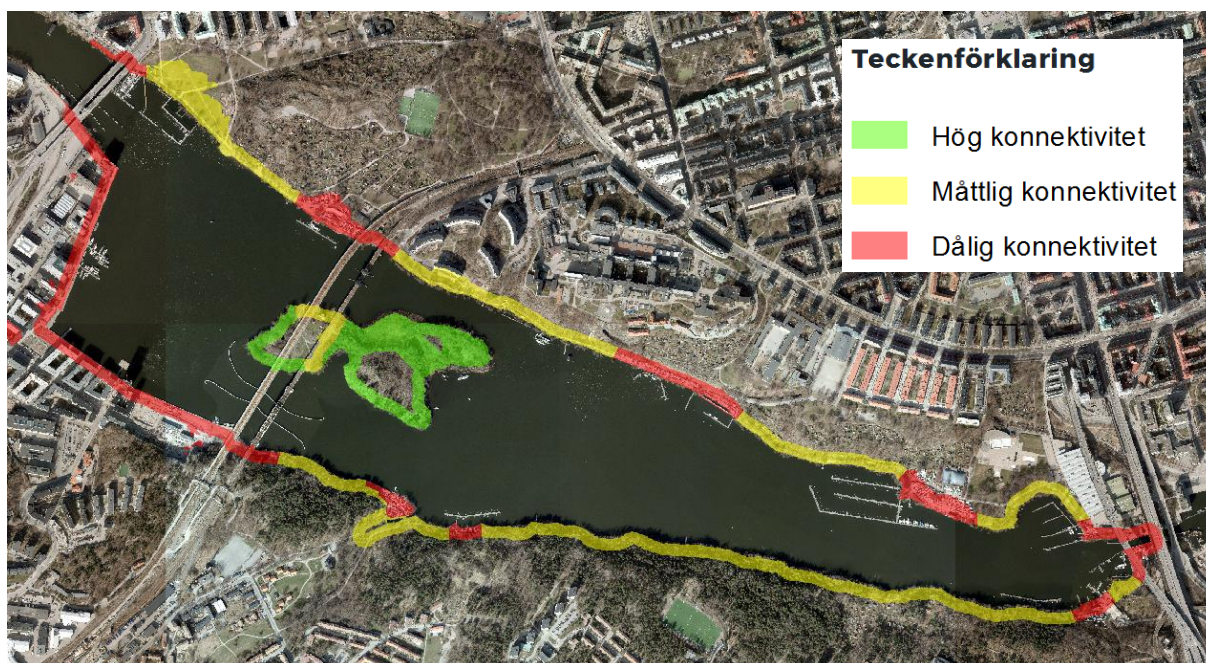 Teckenförklaring
Hög konnektivitet
Måttlig konnektivitet
Dålig konnektivitet